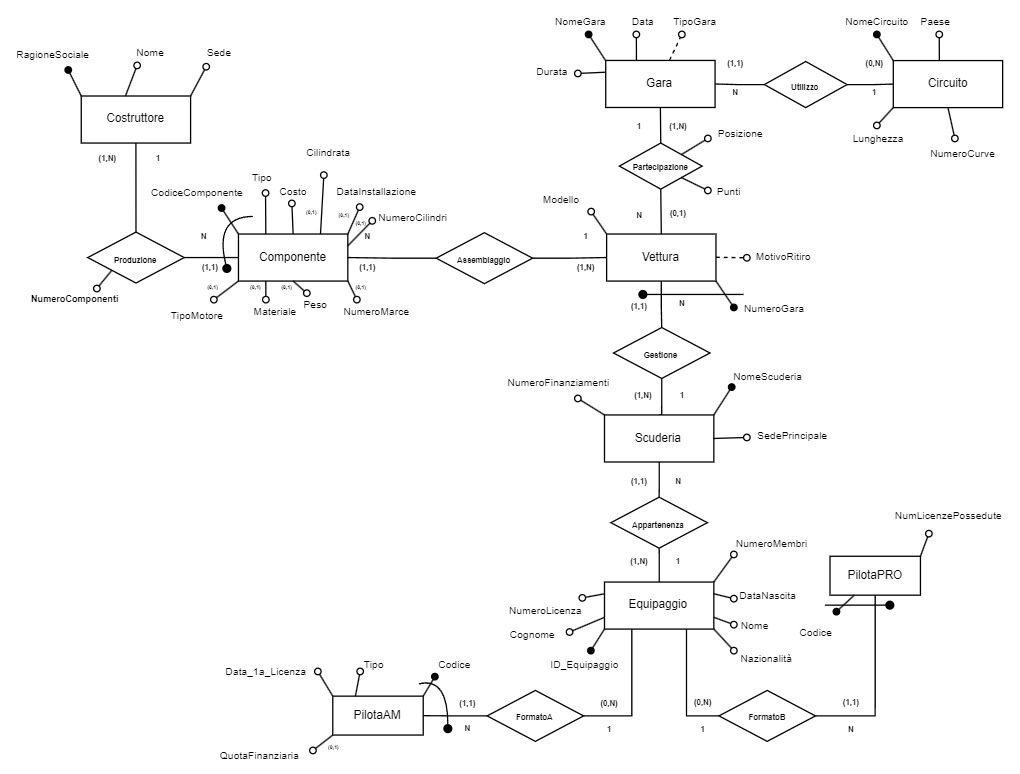 NomeGara
Data
TipoGara
NomeCircuito
Paese
RagioneSociale
Nome
Sede
Durata
Gara
(1,1)
N
Utilizzo
(0,N)
1
Circuito
Costruttore
Lunghezza
NumeroCurve
1
(1,N)
Posizione
(1,N)
1
Cilindrata
Partecipazione
Tipo
Punti
CodiceComponente
Costo
DataInstallazione
Modello
N
(0,1)
(0,1)
(0,1)
(0,1)
NumeroCilindri
N
N
1
Produzione
(1,1)
Componente
(1,1)
Assemblaggio
(1,N)
Vettura
MotivoRitiro
NumeroComponenti
(0,1)
(0,1)
(0,1)
(0,1)
TipoMotore
Materiale
Peso
NumeroMarce
(1,1)
N
NumeroGara
Gestione
NumeroFinanziamenti
NomeScuderia
(1,N)
1
Scuderia
SedePrincipale
(1,1)
N
Appartenenza
NumLicenzePossedute
NumeroMembri
(1,N)
1
PilotaPRO
NumeroLicenza
Equipaggio
DataNascita
Cognome
Nome
Codice
ID_Equipaggio
Nazionalità
Data_1a_Licenza
Tipo
Codice
PilotaAM
(1,1)
N
FormatoA
(0,N)
1
(0,N)
1
FormatoB
(1,1)
N
QuotaFinanziaria
(0,1)